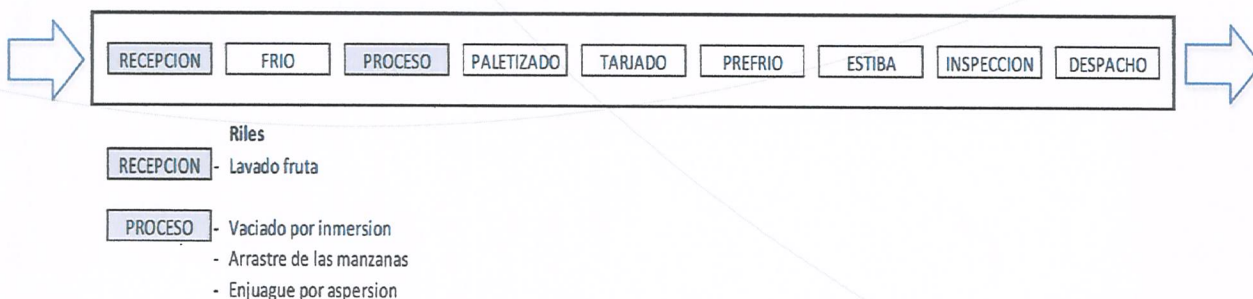 RECEPCION FRIO PROCESO PALETIZADO TARJADO PREFRIO ESTIBA INSPECCION DESPACHO
Riles
RECEPCION - Lavado fruta
PROCESO - Vaciado por inmersion
- Arrastre de las manzanas
- Enjuague por aspersion